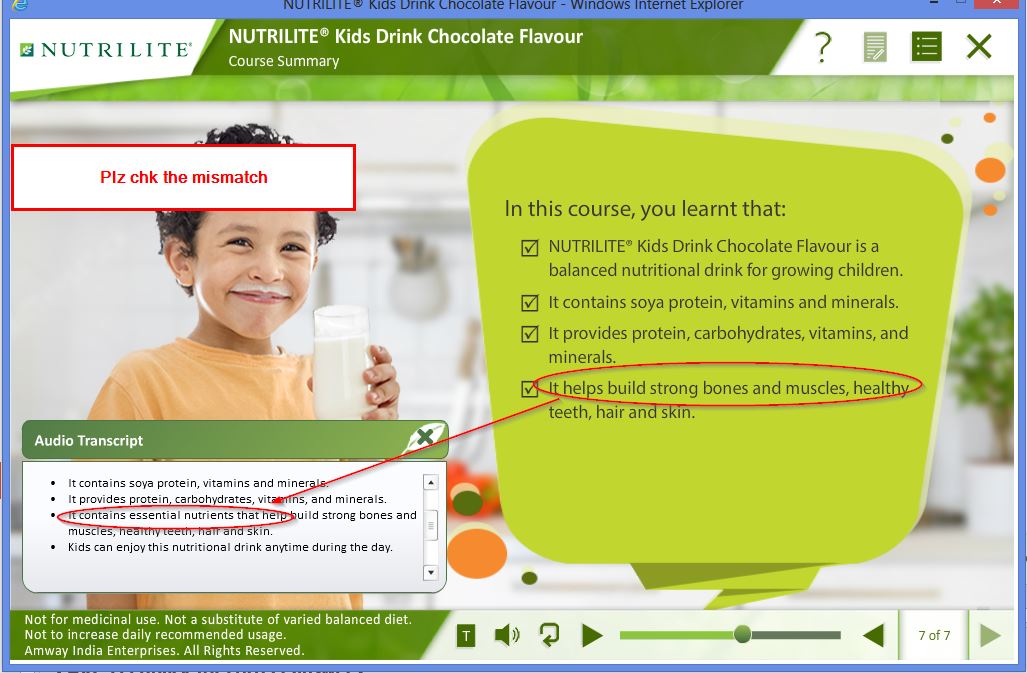 NUTRILITE® Kids Drink Chocolate Flavour - Windows Internet Explorer
NUTRILITE®
NUTRILITE® Kids Drink Chocolate Flavour
Course Summary
?
Plz chk the mismatch
In this course, you learnt that:
NUTRILITE® Kids Drink Chocolate Flavour is a
balanced nutritional drink for growing children.
It contains soya protein, vitamins and minerals.
It provides protein, carbohydrates, vitamins, and
minerals.
It helps build strong bones and muscles, healthy
teeth, hair and skin.
Audio Transcript
• It contains soya protein, vitamins and minerals.
• It provides protein, carbohydrates, vitamins, and minerals.
• It contains essential nutrients that help build strong bones and
muscles, healthy teeth, hair and skin.
• Kids can enjoy this nutritional drink anytime during the day.
Not for medicinal use. Not a substitute of varied balanced diet.
Not to increase daily recommended usage.
Amway India Enterprises. All Rights Reserved.
T
7 of 7